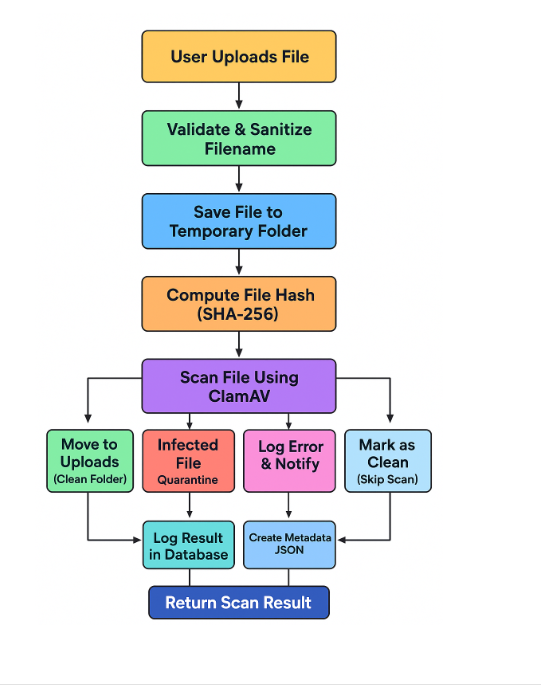 User Uploads File
Validate & Sanitize
Filename
Save File to
Temporary Folder
Compute File Hash
(SHA-256)
Scan File Using
ClamAV
Move to
Uploads
(Clean Folder)
Infected
File
Quarantine
Log Error
& Notify
Mark as
Clean
(Skip Scan)
Log Result
in Database
Create Metadata
JSON
Return Scan Result